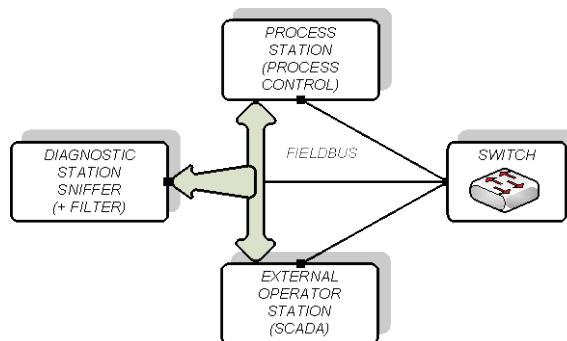 PROCESS
STATION
(PROCESS
CONTROL)
DIAGNOSTIC
STATION
SNIFFER
(+ FILTER)
FIELDBUS
SWITCH
EXTERNAL
OPERATOR
STATION
(SCADA)